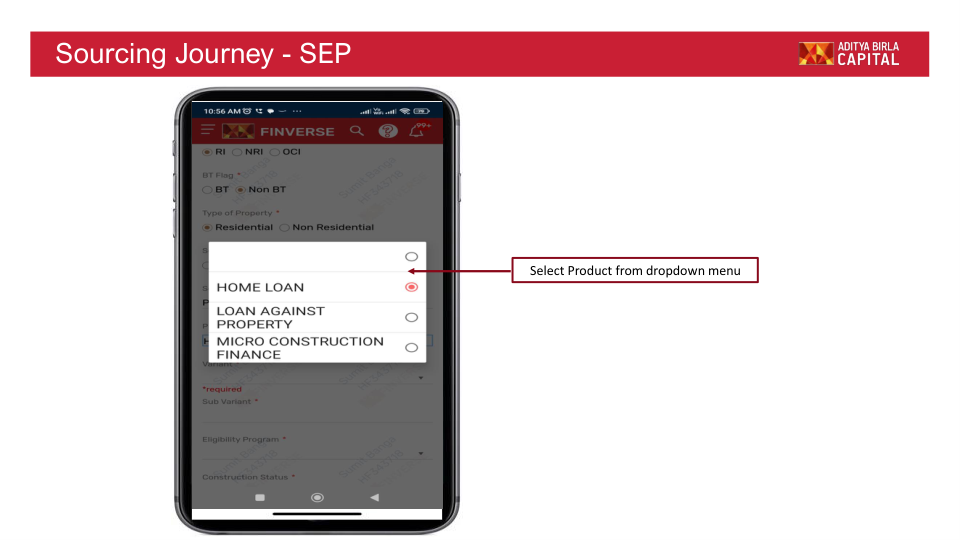 Sourcing Journey - SEP
ADITYA BIRLA
CAPITAL
10:56 AM
FINVERSE
99+
RI NRI OCI
BT Flag *
BT Non BT
Type of Property *
Residential Non Residential
HOME LOAN
LOAN AGAINST
PROPERTY
MICRO CONSTRUCTION
FINANCE
Select Product from dropdown menu
Variant
*required
Sub Variant *
Eligibility Program *
Construction Status *